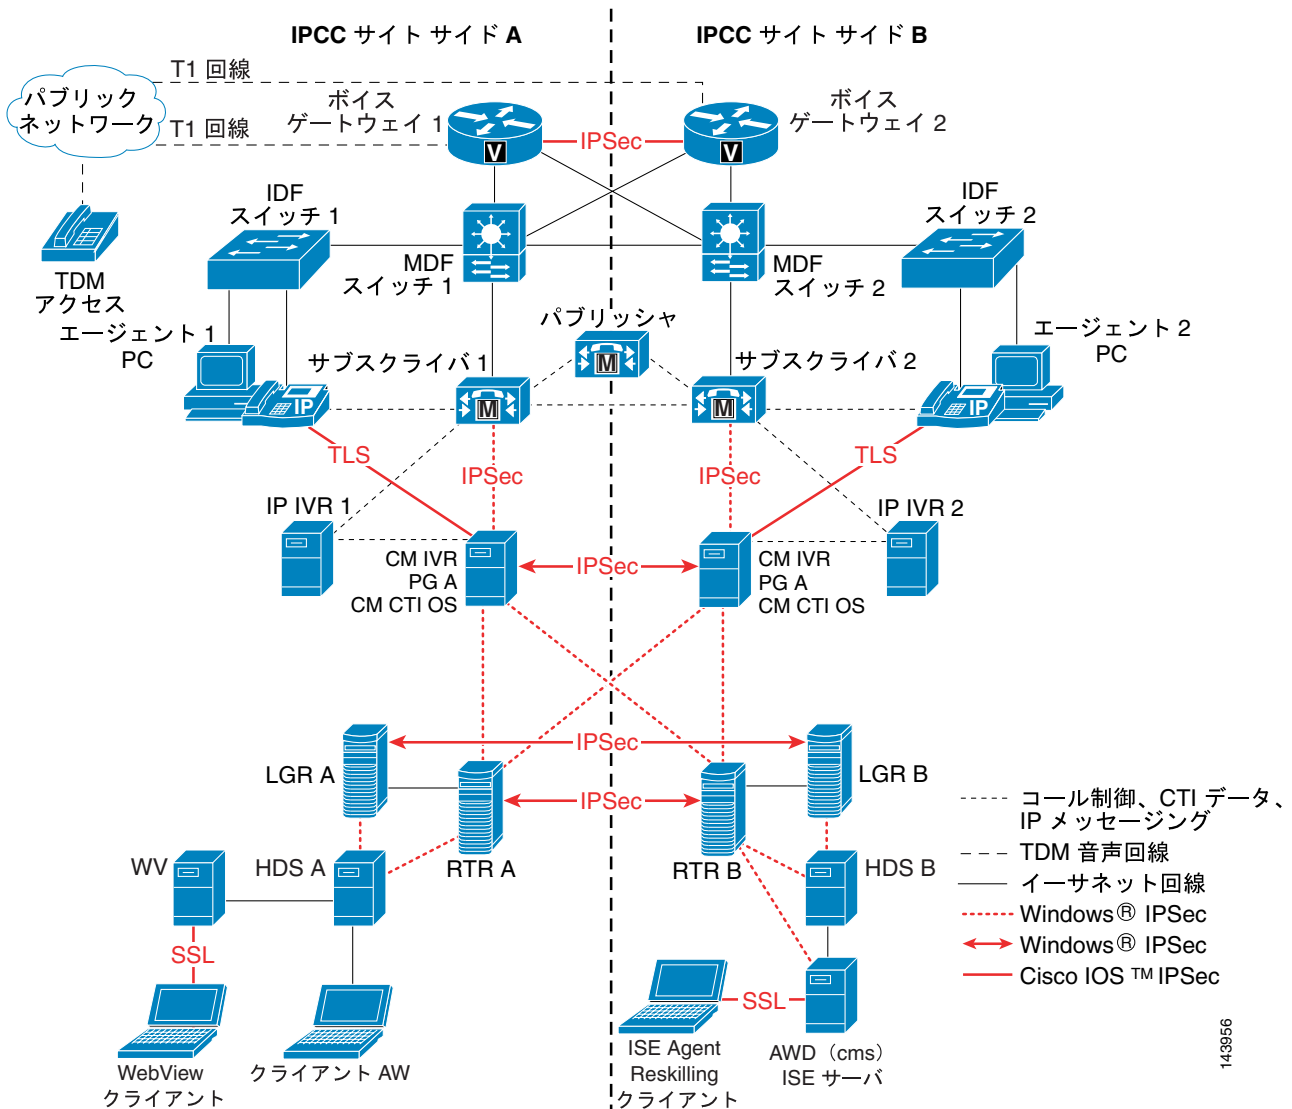 IPCC サイト サイド A
IPCC サイト サイド B
T1 回線
パブリック
ネットワーク
T1 回線
ボイス
ゲートウェイ 1
ボイス
ゲートウェイ 2
V
IPSec
V
IDF
スイッチ 1
IDF
スイッチ 2
TDM
アクセス
MDF
スイッチ 1
MDF
スイッチ 2
エージェント 1
PC
パブリッシャ
M
エージェント 2
PC
サブスクライバ 1
サブスクライバ 2
IP
M
M
IP
TLS
IPSec
IPSec
TLS
IP IVR 1
IP IVR 2
CM IVR
PG A
CM CTI OS
IPSec
CM IVR
PG A
CM CTI OS
IPSec
LGR A
LGR B
IPSec
RTR A
RTR B
WV
HDS A
HDS B
SSL
SSL
WebView
クライアント
クライアント AW
ISE Agent
Reskilling
クライアント
AWD（cms）
ISE サーバ
コール制御、CTI データ、
IP メッセージング
TDM 音声回線
イーサネット回線
Windows® IPSec
Windows® IPSec
Cisco IOS ™ IPSec
143956